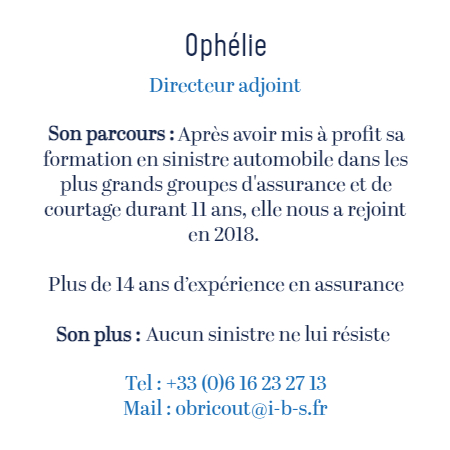 Ophélie
Directeur adjoint
Son parcours : Après avoir mis à profit sa
formation en sinistre automobile dans les
plus grands groupes d'assurance et de
courtage durant 11 ans, elle nous a rejoint
en 2018.
Plus de 14 ans d’expérience en assurance
Son plus : Aucun sinistre ne lui résiste
Tel : +33 (0)6 16 23 27 13
Mail : obricout@i-b-s.fr